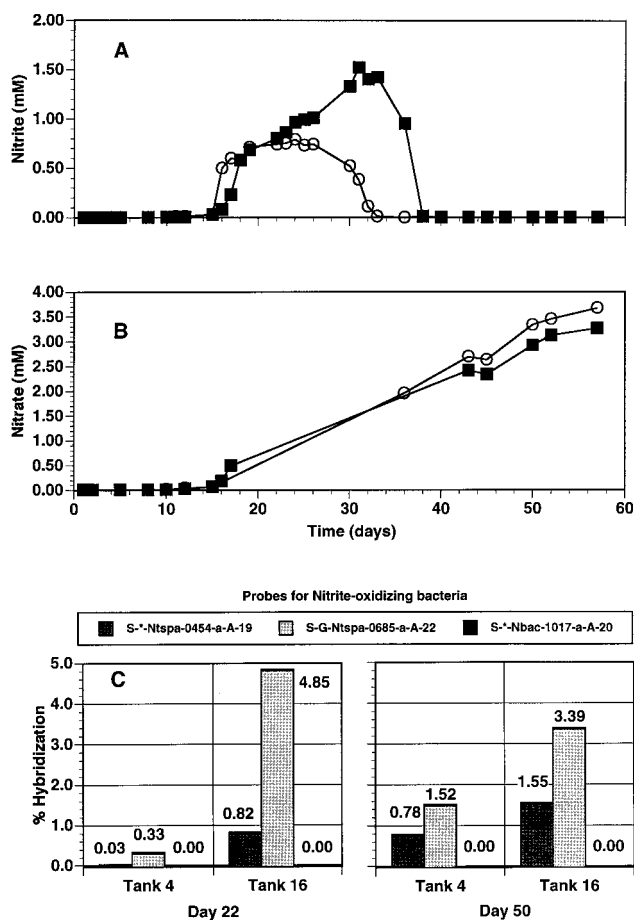 A
Nitrite (mM)
2.00
1.50
1.00
0.50
0.00
B
Nitrate (mM)
4.00
3.50
3.00
2.50
2.00
1.50
1.00
0.50
0.00
0 10 20 30 40 50 60
Time (days)
Probes for Nitrite-oxidizing bacteria
S-*-Ntspa-0454-a-A-19 S-G-Ntspa-0685-a-A-22 S-*-Nbac-1017-a-A-20
C
% Hybridization
5.0
4.0
3.0
2.0
1.0
0.0
0.03 0.33 0.00 0.82 4.85 0.00
0.78 1.52 0.00 1.55 3.39 0.00
Tank 4 Tank 16 Tank 4 Tank 16
Day 22 Day 50